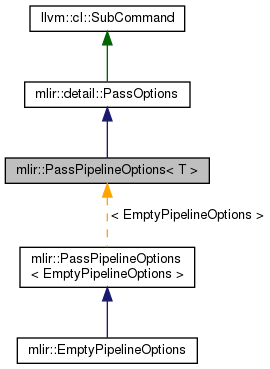 llvm::cl::SubCommand
mlir::detail::PassOptions
mlir::PassPipelineOptions< T >
< EmptyPipelineOptions >
mlir::PassPipelineOptions
< EmptyPipelineOptions >
mlir::EmptyPipelineOptions